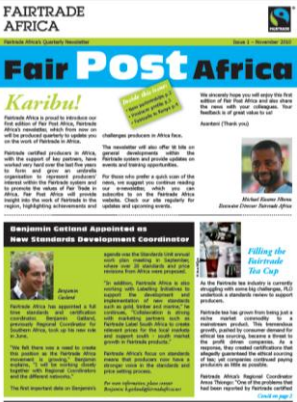 FAIRTRADE
AFRICA
FAIRTRADE
Fairtrade Africa's Quarterly Newsletter
Issue 1 - November 2010
Fair Post Africa
Karibu!
Fairtrade Africa is proud to introduce our
first edition of Fair Post Africa, Fairtrade
Africa's newsletter, which from now on
will be produced quarterly to update you
on the work of Fairtrade in Africa.
Fairtrade certified producers in Africa,
with the support of key partners, have
worked very hard over the last five years
to form and grow an umbrella
organisation to represent producers'
interest within the Fairtrade system and
to promote the values of Fair Trade in
Africa. Fair Post Africa will provide
insight into the work of Fairtrade in the
region, highlighting achievements and
challenges producers in Africa face.
The newsletter will also offer tit bits on
general developments within the
Fairtrade system and provide updates on
events and training opportunities.
For those who prefer a quick scan of the
news, we suggest you continue reading
our e-newsletter, which you can
subscribe to on the Fairtrade Africa
website. Check our site regularly for
updates and upcoming events.
We sincerely hope you will enjoy this first
edition of Fair Post Africa and also share
the news with your colleagues. Your
feedback is of great value to us!
Asanteni (Thank you)
Executive Director Fairtrade Africa
Benjamin Gatland Appointed as
New Standards Development Coordinator
Benjamin
Gatland
Fairtrade Africa has appointed a full
time standards and certification
coordinator. Benjamin Gatland,
previously Regional Coordinator for
Southern Africa, took up his new role
in June.
"We felt there was a need to create
this position as the Fairtrade Africa
movement is growing," Benjamin
explains, "I will be working closely
together with Regional Coordinators
and the different networks."
The first important date on Benjamin's
agenda was the Standards Unit annual
work plan meeting in September;
where over 20 standards and price
revisions from Africa were proposed.
"In addition, Fairtrade Africa is also
working with Labelling Initiatives to
support the development and
implementation of new standards
such as gold, timber and shares." He
continues, "Collaboration is strong
with marketing partners such as
Fairtrade Label South Africa to create
relevant prices for the local markets
and support south - south market
growth in Fairtrade products."
Fairtrade Africa's focus on standards
means that producers now have a
stronger voice in the standards and
price setting process.
For more information please contact
Filling the
Fairtrade
Tea Cup
As the Fairtrade tea industry is currently
struggling with some big challenges, FLO
undertook a standards review to support
producers.
Fairtrade tea has grown from being just a
niche market commodity to a
mainstream product. This tremendous
growth, pushed by consumer demand for
ethical tea sourcing, became a threat to
the profit driven companies. As a
response, they created certifications that
allegedly guaranteed the ethical sourcing
of tea; yet companies continued paying
producers as little as possible.
Fairtrade Africa's Regional Coordinator
Amos Thiongo: "One of the problems that
had been reported by Fairtrade certified
Contd on page 2